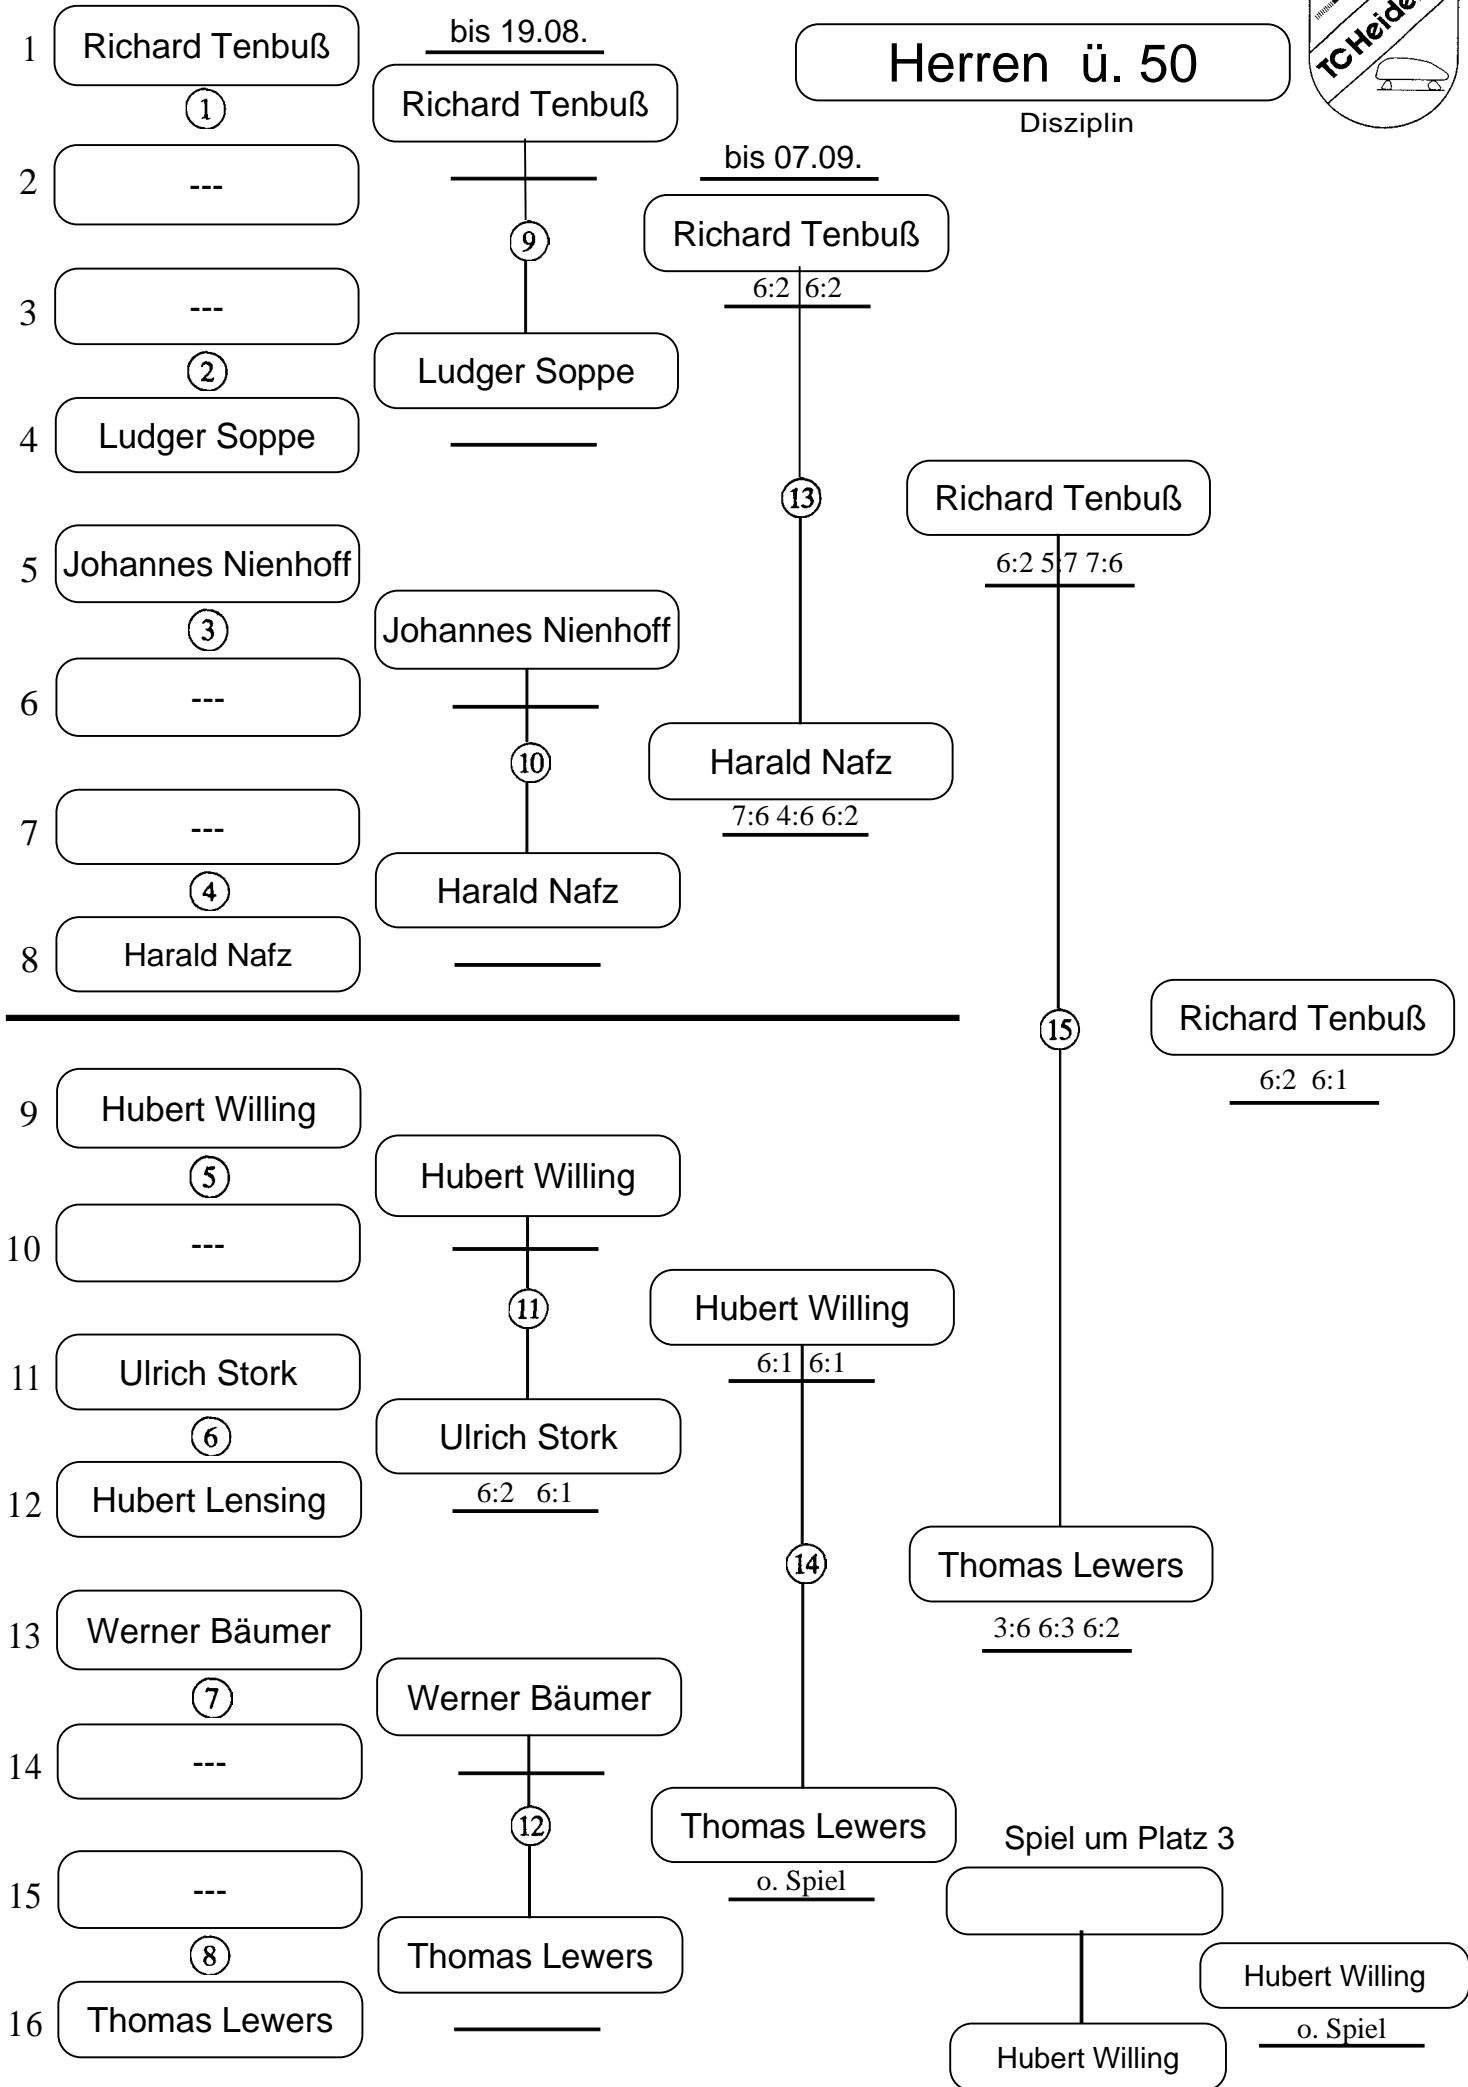 1 Richard Tenbuß
bis 19.08.
Herren ü. 50
TC Heide
1
Richard Tenbuß
Disziplin
bis 07.09.
2 ---
Richard Tenbuß
9
6:2 6:2
3 ---
2
Ludger Soppe
4 Ludger Soppe
13
Richard Tenbuß
6:2 5:7 7:6
5 Johannes Nienhoff
3
Johannes Nienhoff
6 ---
10
Harald Nafz
7:6 4:6 6:2
7 ---
4
Harald Nafz
8 Harald Nafz
15
Richard Tenbuß
6:2 6:1
9 Hubert Willing
5
Hubert Willing
10 ---
11
Hubert Willing
6:1 6:1
11 Ulrich Stork
6
Ulrich Stork
6:2 6:1
12 Hubert Lensing
14
Thomas Lewers
3:6 6:3 6:2
13 Werner Bäumer
7
Werner Bäumer
14 ---
12
Thomas Lewers
o. Spiel
Spiel um Platz 3
15 ---
8
Thomas Lewers
Hubert Willing
o. Spiel
16 Thomas Lewers
Hubert Willing